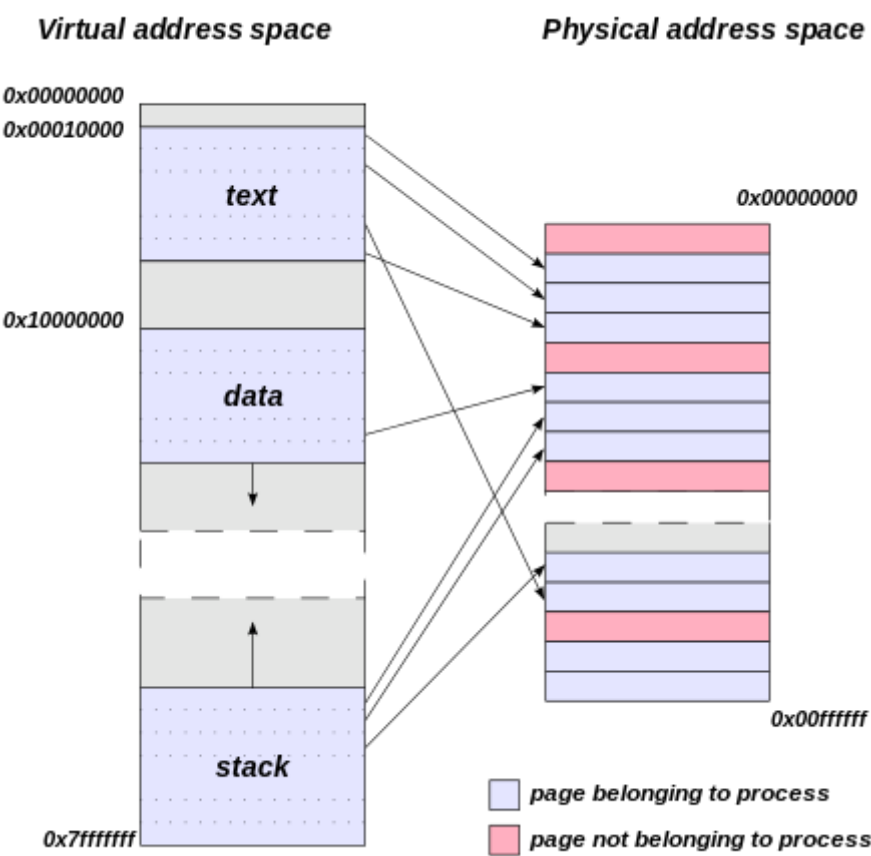 Virtual address space
Physical address space
0x00000000
0x00010000
text
0x00000000
0x10000000
data
stack
0x00ffffff
page belonging to process
0x7fffffff
page not belonging to process